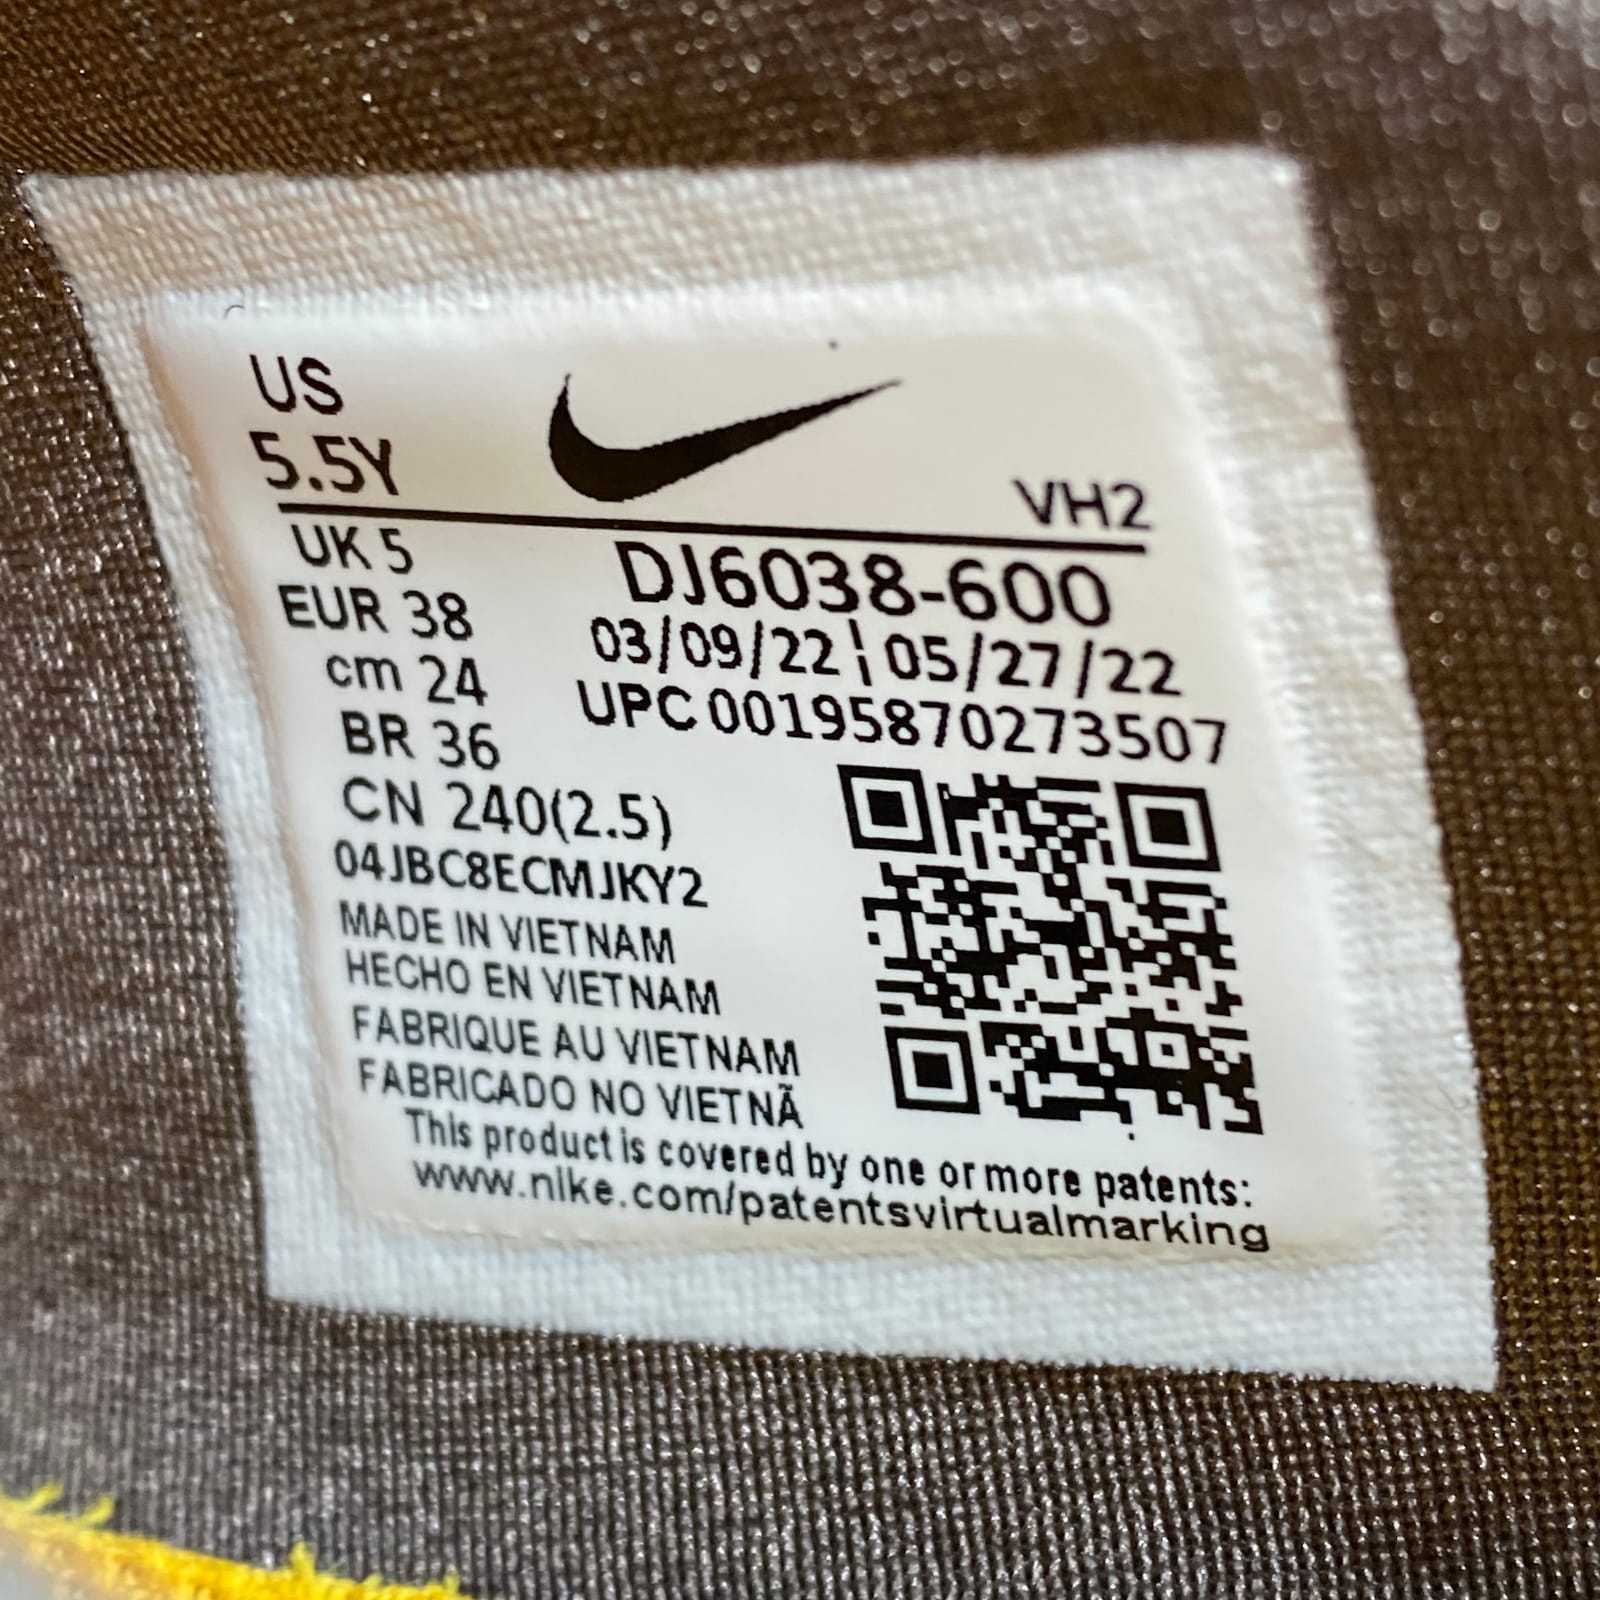 US
5.5Y
VH2
UK 5
EUR 38
cm 24
BR 36
CN 240(2.5)
DJ6038-600
03/09/22 ¦ 05/27/22
UPC 00195870273507
04JBC8ECMJKY2
MADE IN VIETNAM
HECHO EN VIETNAM
FABRIQUE AU VIETNAM
FABRICADO NO VIETNÃ
This product is covered by one or more patents:
www.nike.com/patentsvirtualmarking